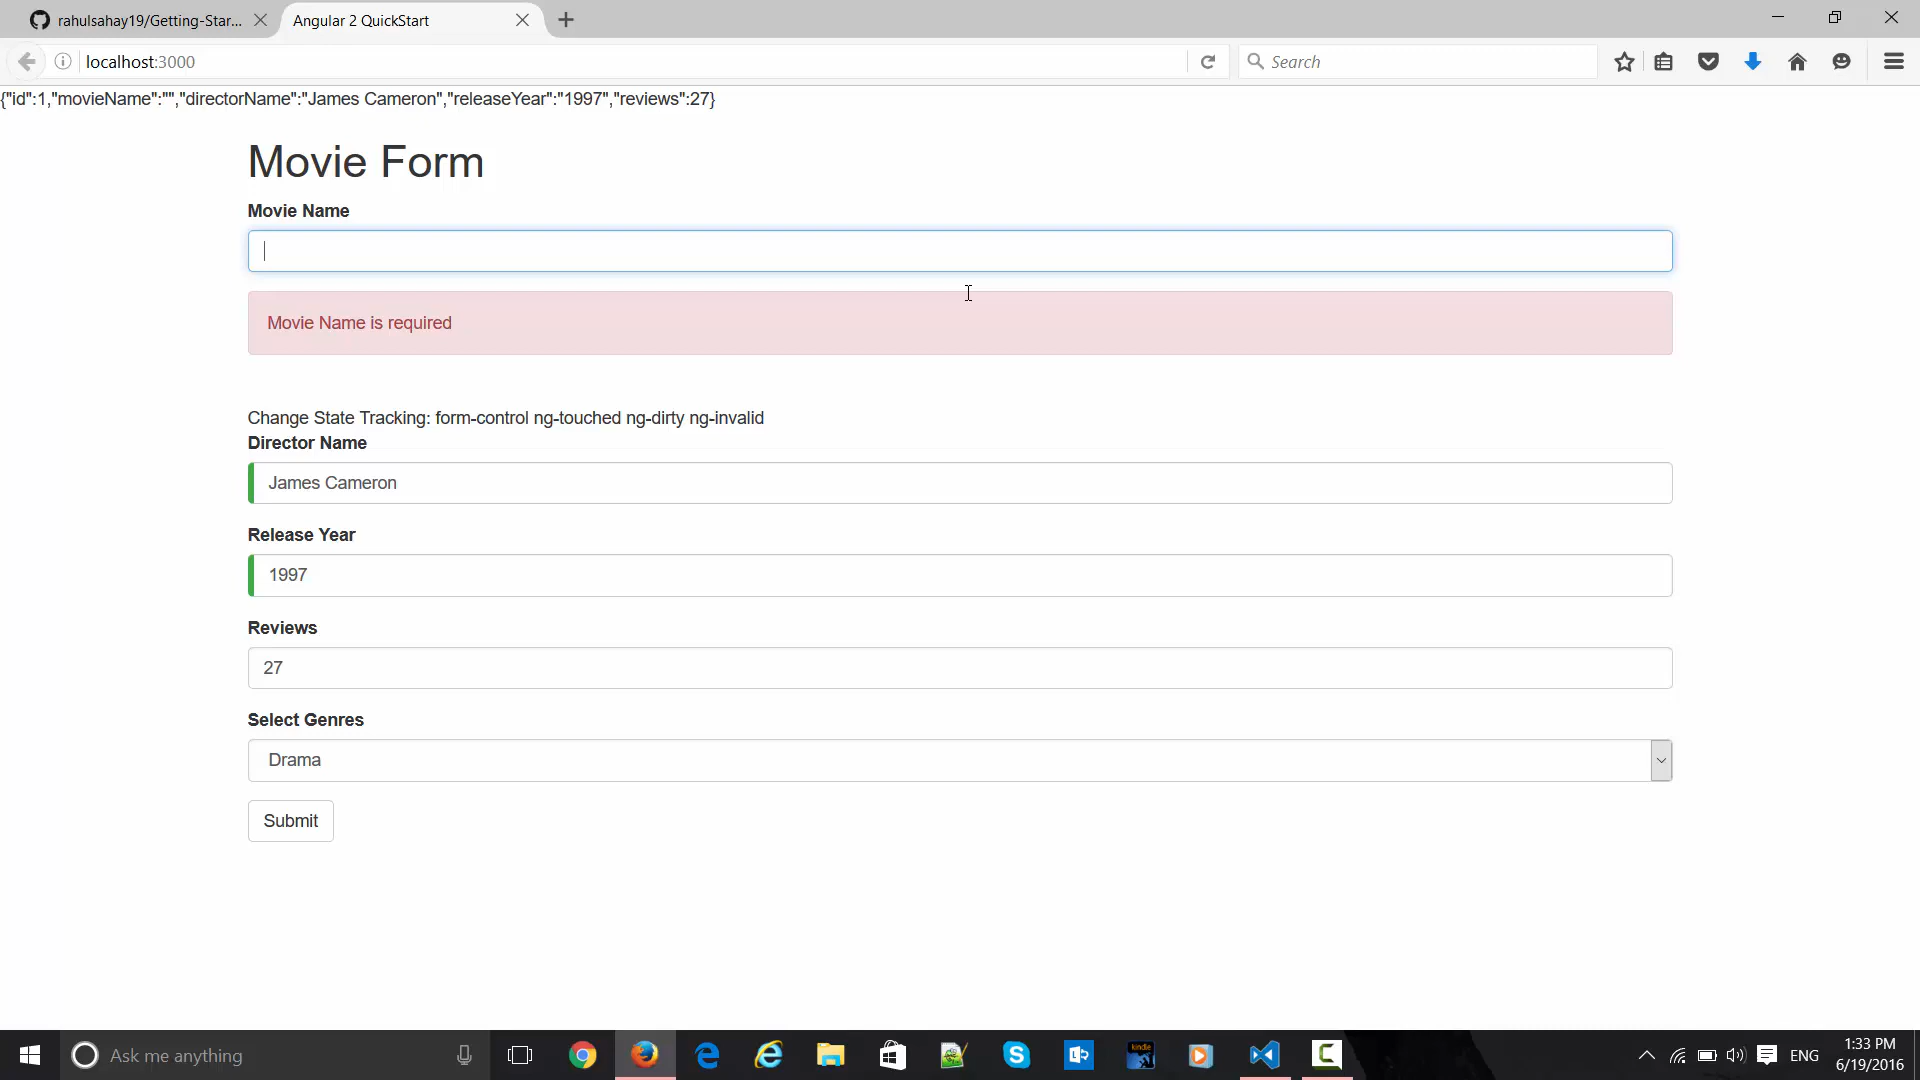 rahulsahay19/Getting-Star...
Angular 2 QuickStart
localhost:3000
Search
{"id":1,"movieName":"","directorName":"James Cameron","releaseYear":"1997","reviews":27}
Movie Form
Movie Name
Movie Name is required
Change State Tracking: form-control ng-touched ng-dirty ng-invalid
Director Name
James Cameron
Release Year
1997
Reviews
27
Select Genres
Drama
Submit
Ask me anything
kindle
ENG
1:33 PM
6/19/2016